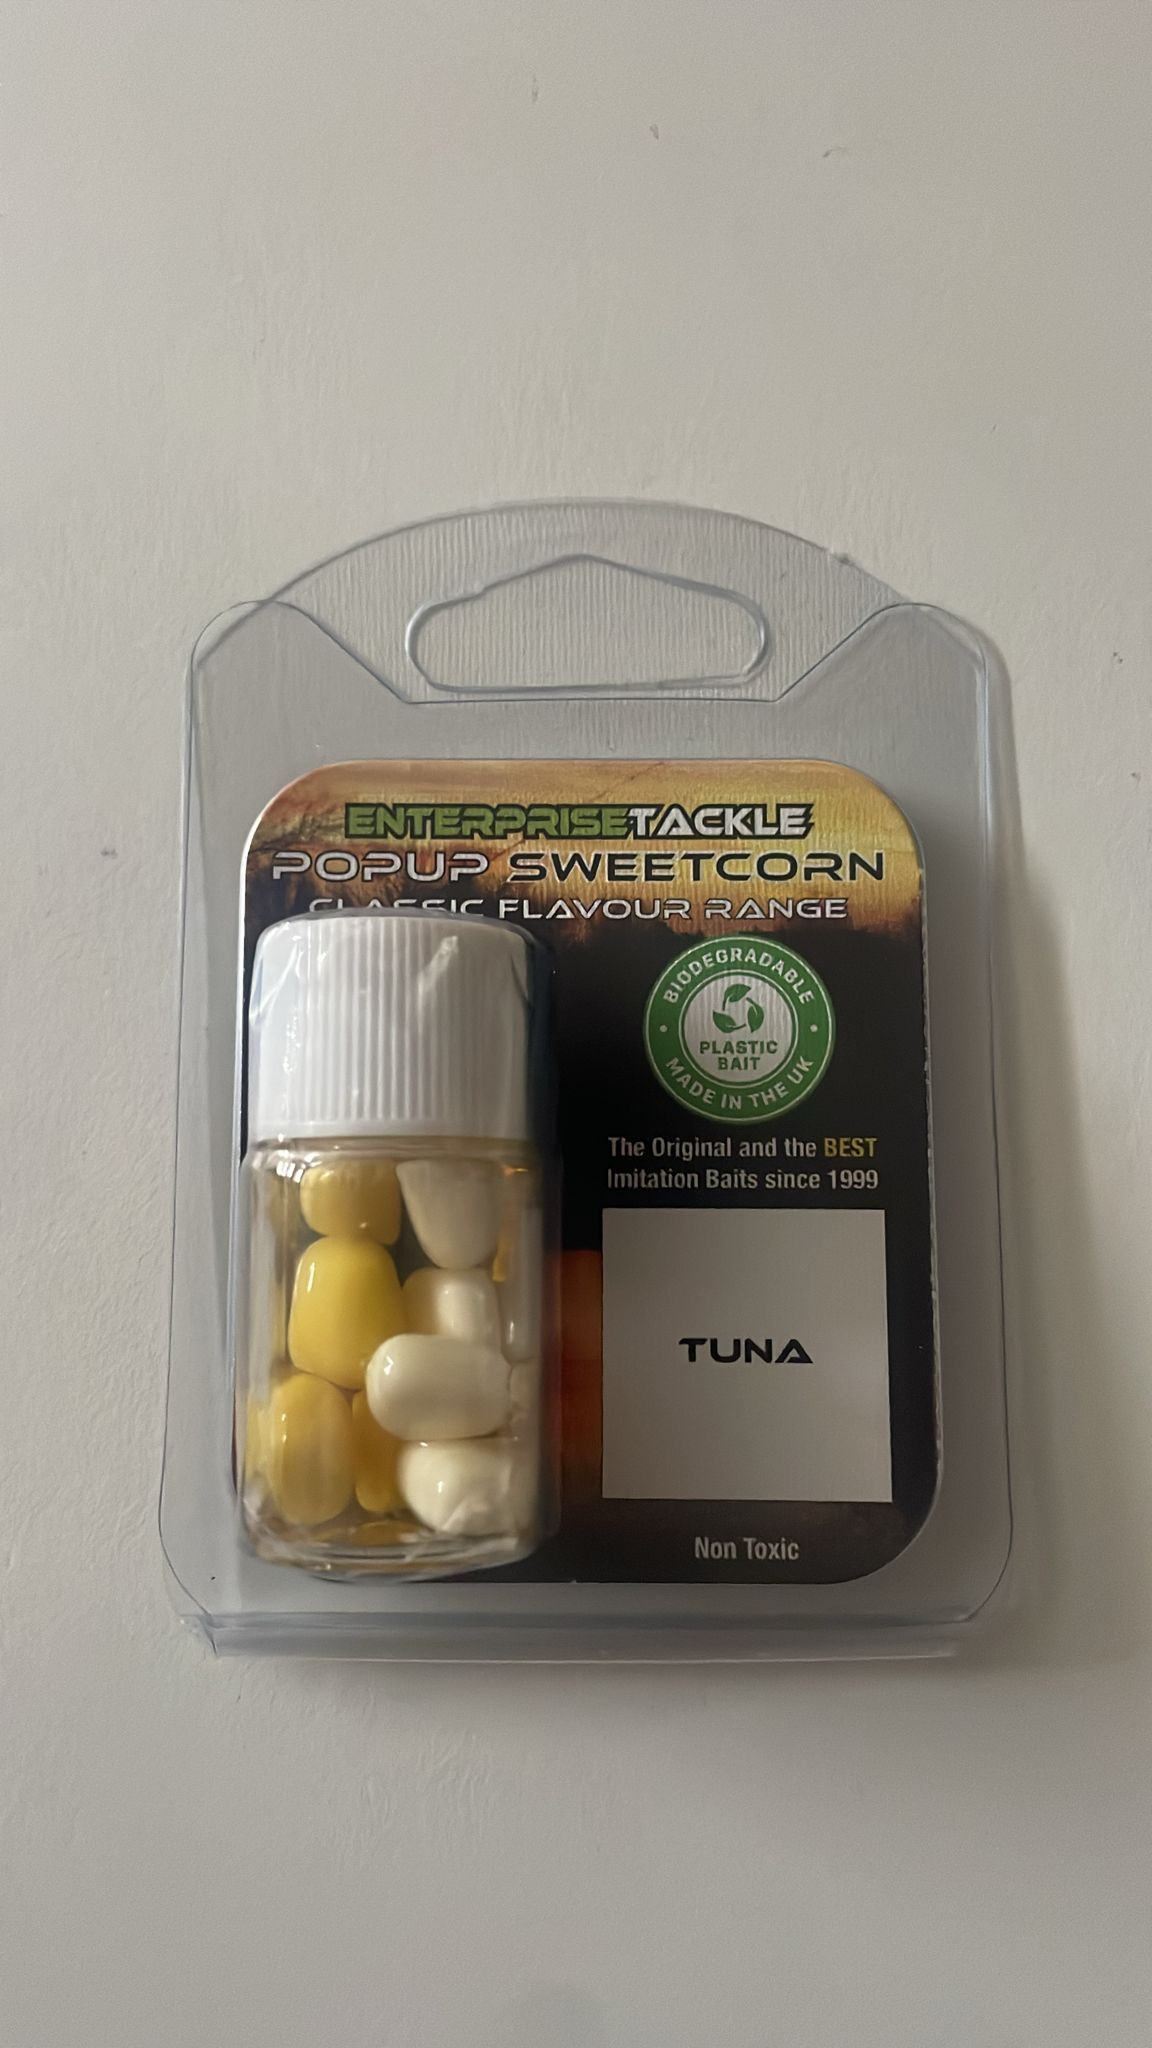 ENTERPRISETACKLE
POPUP SWEETCORN
CLASSIC FLAVOUR RANGE
BIODEGRADABLE
PLASTIC
BAIT
MADE IN THE UK
The Original and the BEST
Imitation Baits since 1999
TUNA
Non Toxic